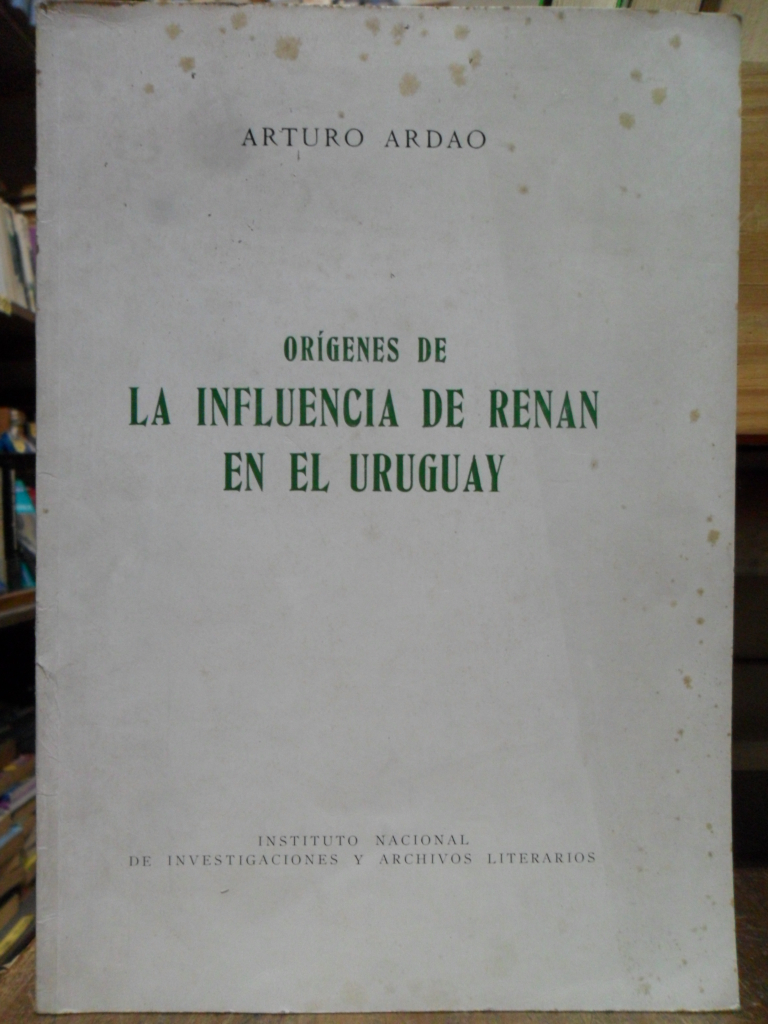 ARTURO ARDAO
ORÍGENES DE
LA INFLUENCIA DE RENAN
EN EL URUGUAY
INSTITUTO NACIONAL
DE INVESTIGACIONES Y ARCHIVOS LITERARIOS